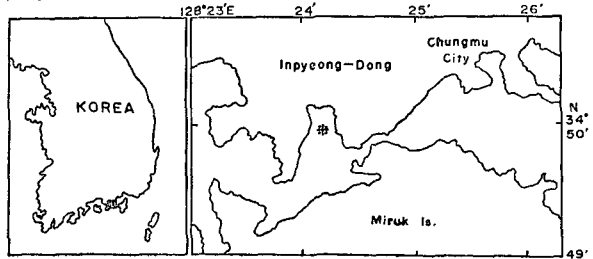 128°23'E 24' 25' 26'
Chungmu
City
Inpyeong-Dong
KOREA
N
34°
50'
Miruk Is.
49'